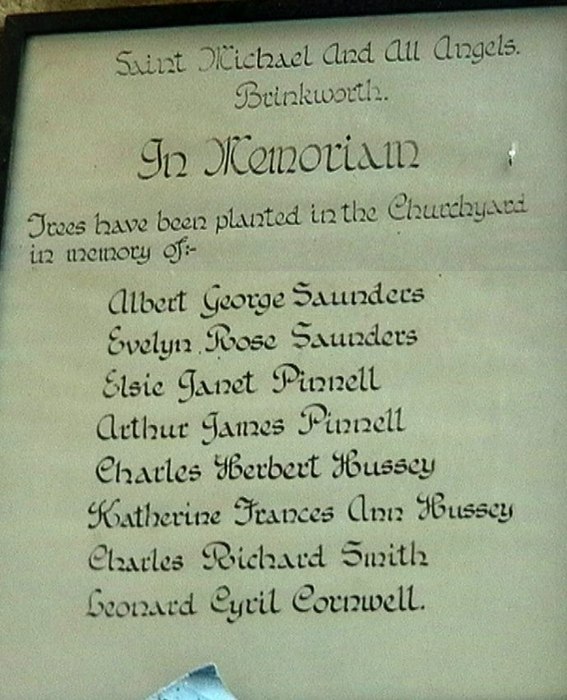 Saint Michael And All Angels.
Brinkworth.
In Memoriam
Trees have been planted in the Churchyard
in memory of:-
Albert George Saunders
Evelyn Rose Saunders
Elsie Janet Pinnell
Arthur James Pinnell
Charles Herbert Hussey
Katherine Frances Ann Hussey
Charles Richard Smith
Leonard Cyril Cornwell.